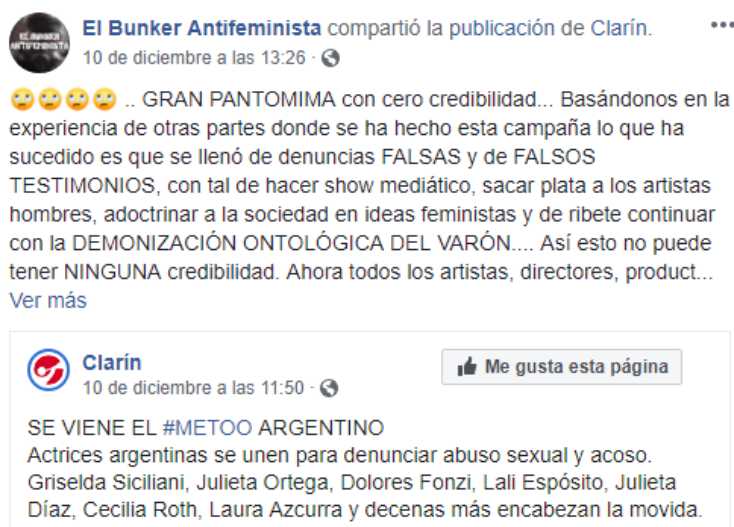 EL BUNKER
ANTIFEMINISTA
El Bunker Antifeminista compartió la publicación de Clarín.
10 de diciembre a las 13:26 ·
🙄🙄🙄🙄 .. GRAN PANTOMIMA con cero credibilidad... Basándonos en la
experiencia de otras partes donde se ha hecho esta campaña lo que ha
sucedido es que se llenó de denuncias FALSAS y de FALSOS
TESTIMONIOS, con tal de hacer show mediático, sacar plata a los artistas
hombres, adoctrinar a la sociedad en ideas feministas y de ribete continuar
con la DEMONIZACIÓN ONTOLÓGICA DEL VARÓN.... Así esto no puede
tener NINGUNA credibilidad. Ahora todos los artistas, directores, product...
Ver más
Clarín
Me gusta esta página
10 de diciembre a las 11:50 ·
SE VIENE EL #METOO ARGENTINO
Actrices argentinas se unen para denunciar abuso sexual y acoso.
Griselda Siciliani, Julieta Ortega, Dolores Fonzi, Lali Espósito, Julieta
Díaz, Cecilia Roth, Laura Azcurra y decenas más encabezan la movida.